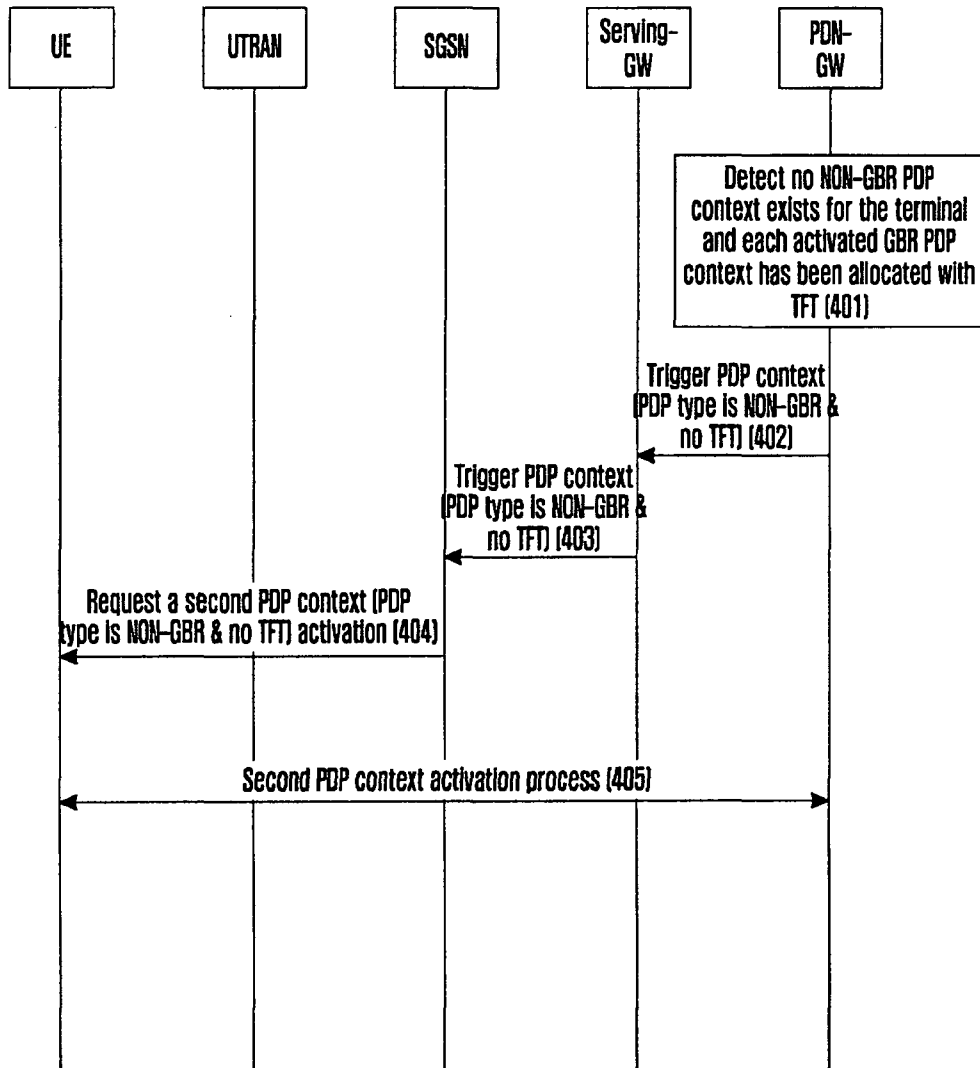 UE
UTRAN
SGSN
Serving-
GW
PDN-
GW
Detect no NON-GBR PDP
context exists for the terminal
and each activated GBR PDP
context has been allocated with
TFT (401)
Trigger PDP context
(PDP type is NON-GBR &
no TFT) (402)
Trigger PDP context
(PDP type is NON-GBR &
no TFT) (403)
Request a second PDP context (PDP
type is NON-GBR & no TFT) activation (404)
Second PDP context activation process (405)